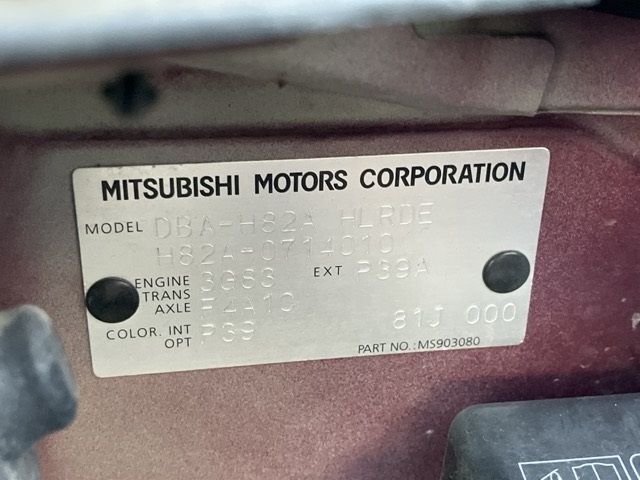 MITSUBISHI MOTORS CORPORATION
MODEL DBA-H82A HLRDE
H82A-0714010
ENGINE 3G83 EXT P39A
TRANS
AXLE F4A10
COLOR. INT P39 81J 000
OPT
PART NO.: MS903080